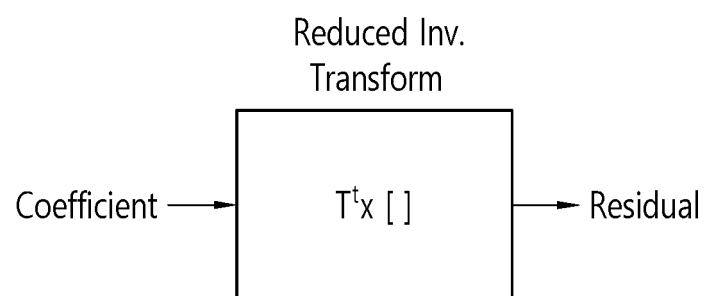 Reduced Inv.
Transform
Coefficient
Tᵗx [ ]
Residual